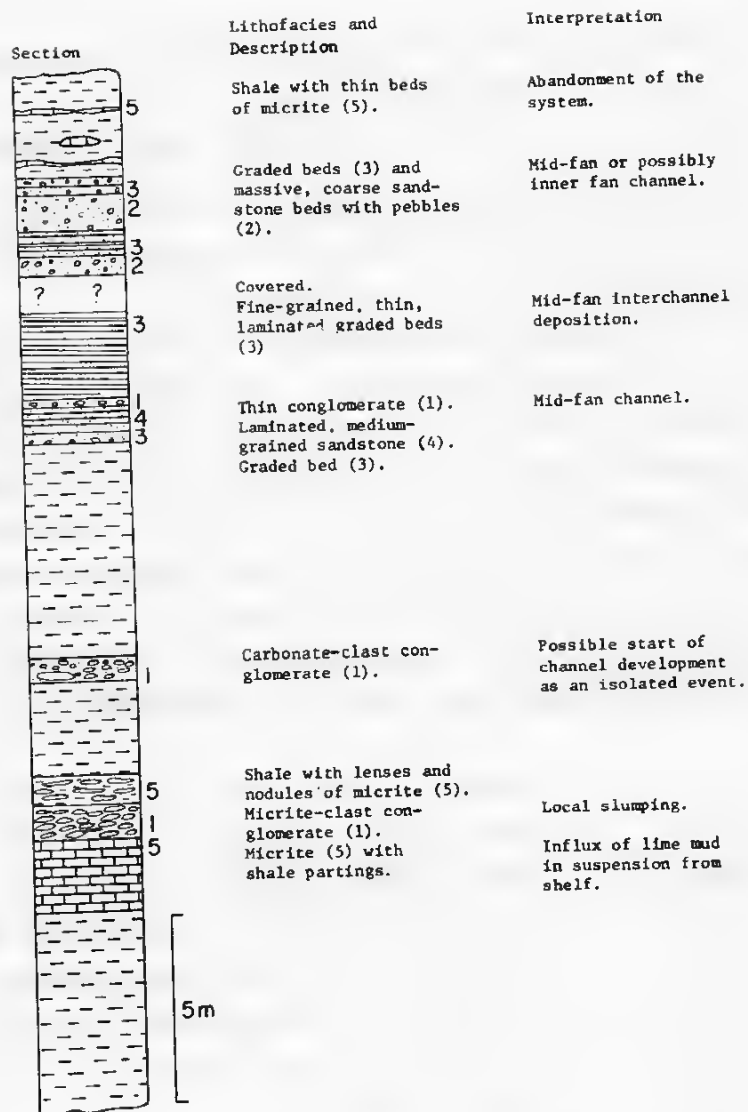 Section
Lithofacies and
Description
Interpretation
5
Shale with thin beds
of micrite (5).
Abandonment of the
system.
3
2
3
2
Graded beds (3) and
massive, coarse sand-
stone beds with pebbles
(2).
Mid-fan or possibly
inner fan channel.
? ?
3
Covered.
Fine-grained, thin,
laminated graded beds
(3)
Mid-fan interchannel
deposition.
1
4
3
Thin conglomerate (1).
Laminated, medium-
grained sandstone (4).
Graded bed (3).
Mid-fan channel.
1
Carbonate-clast con-
glomerate (1).
Possible start of
channel development
as an isolated event.
5
1
5
Shale with lenses and
nodules of micrite (5).
Micrite-clast con-
glomerate (1).
Micrite (5) with
shale partings.
Local slumping.
Influx of lime mud
in suspension from
shelf.
5m